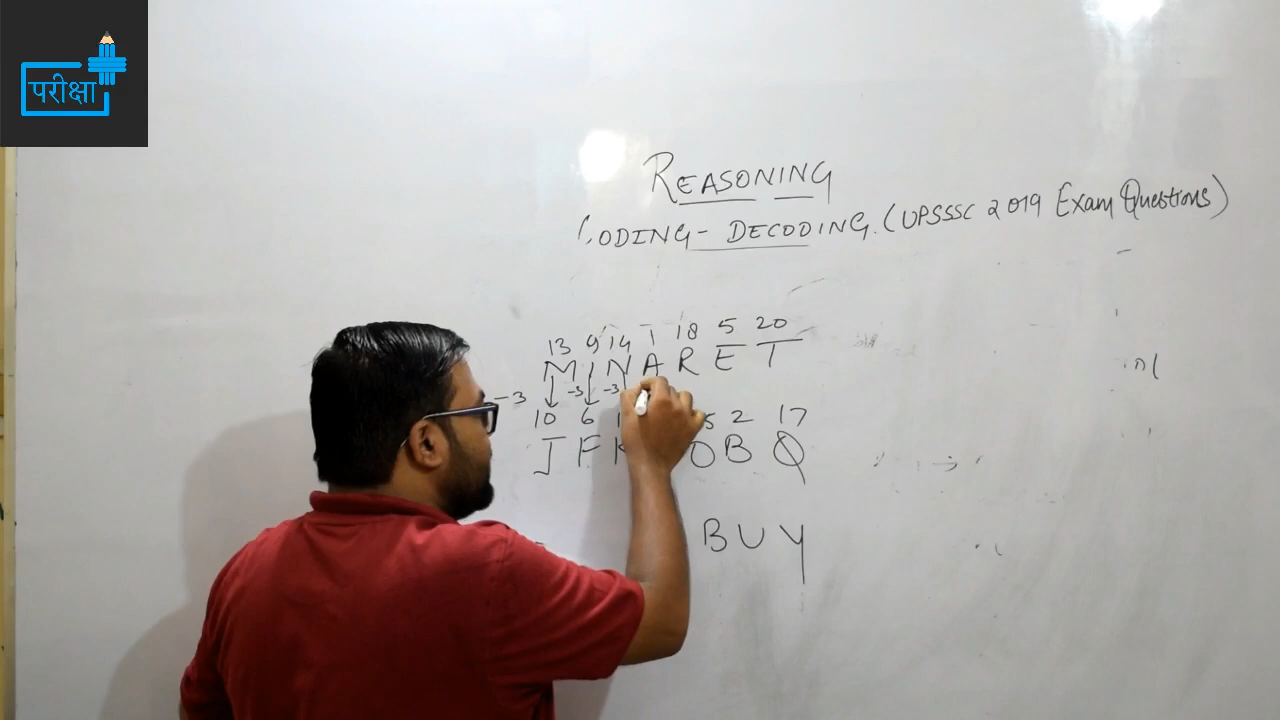 परीक्षा
REASONING
CODING - DECODING. (UPSSSC 2019 Exam Questions)
13 9 14 1 18 5 20
M I N A R E T
-3 -3 -3
10 6 2 17
J F K O B Q
B U Y